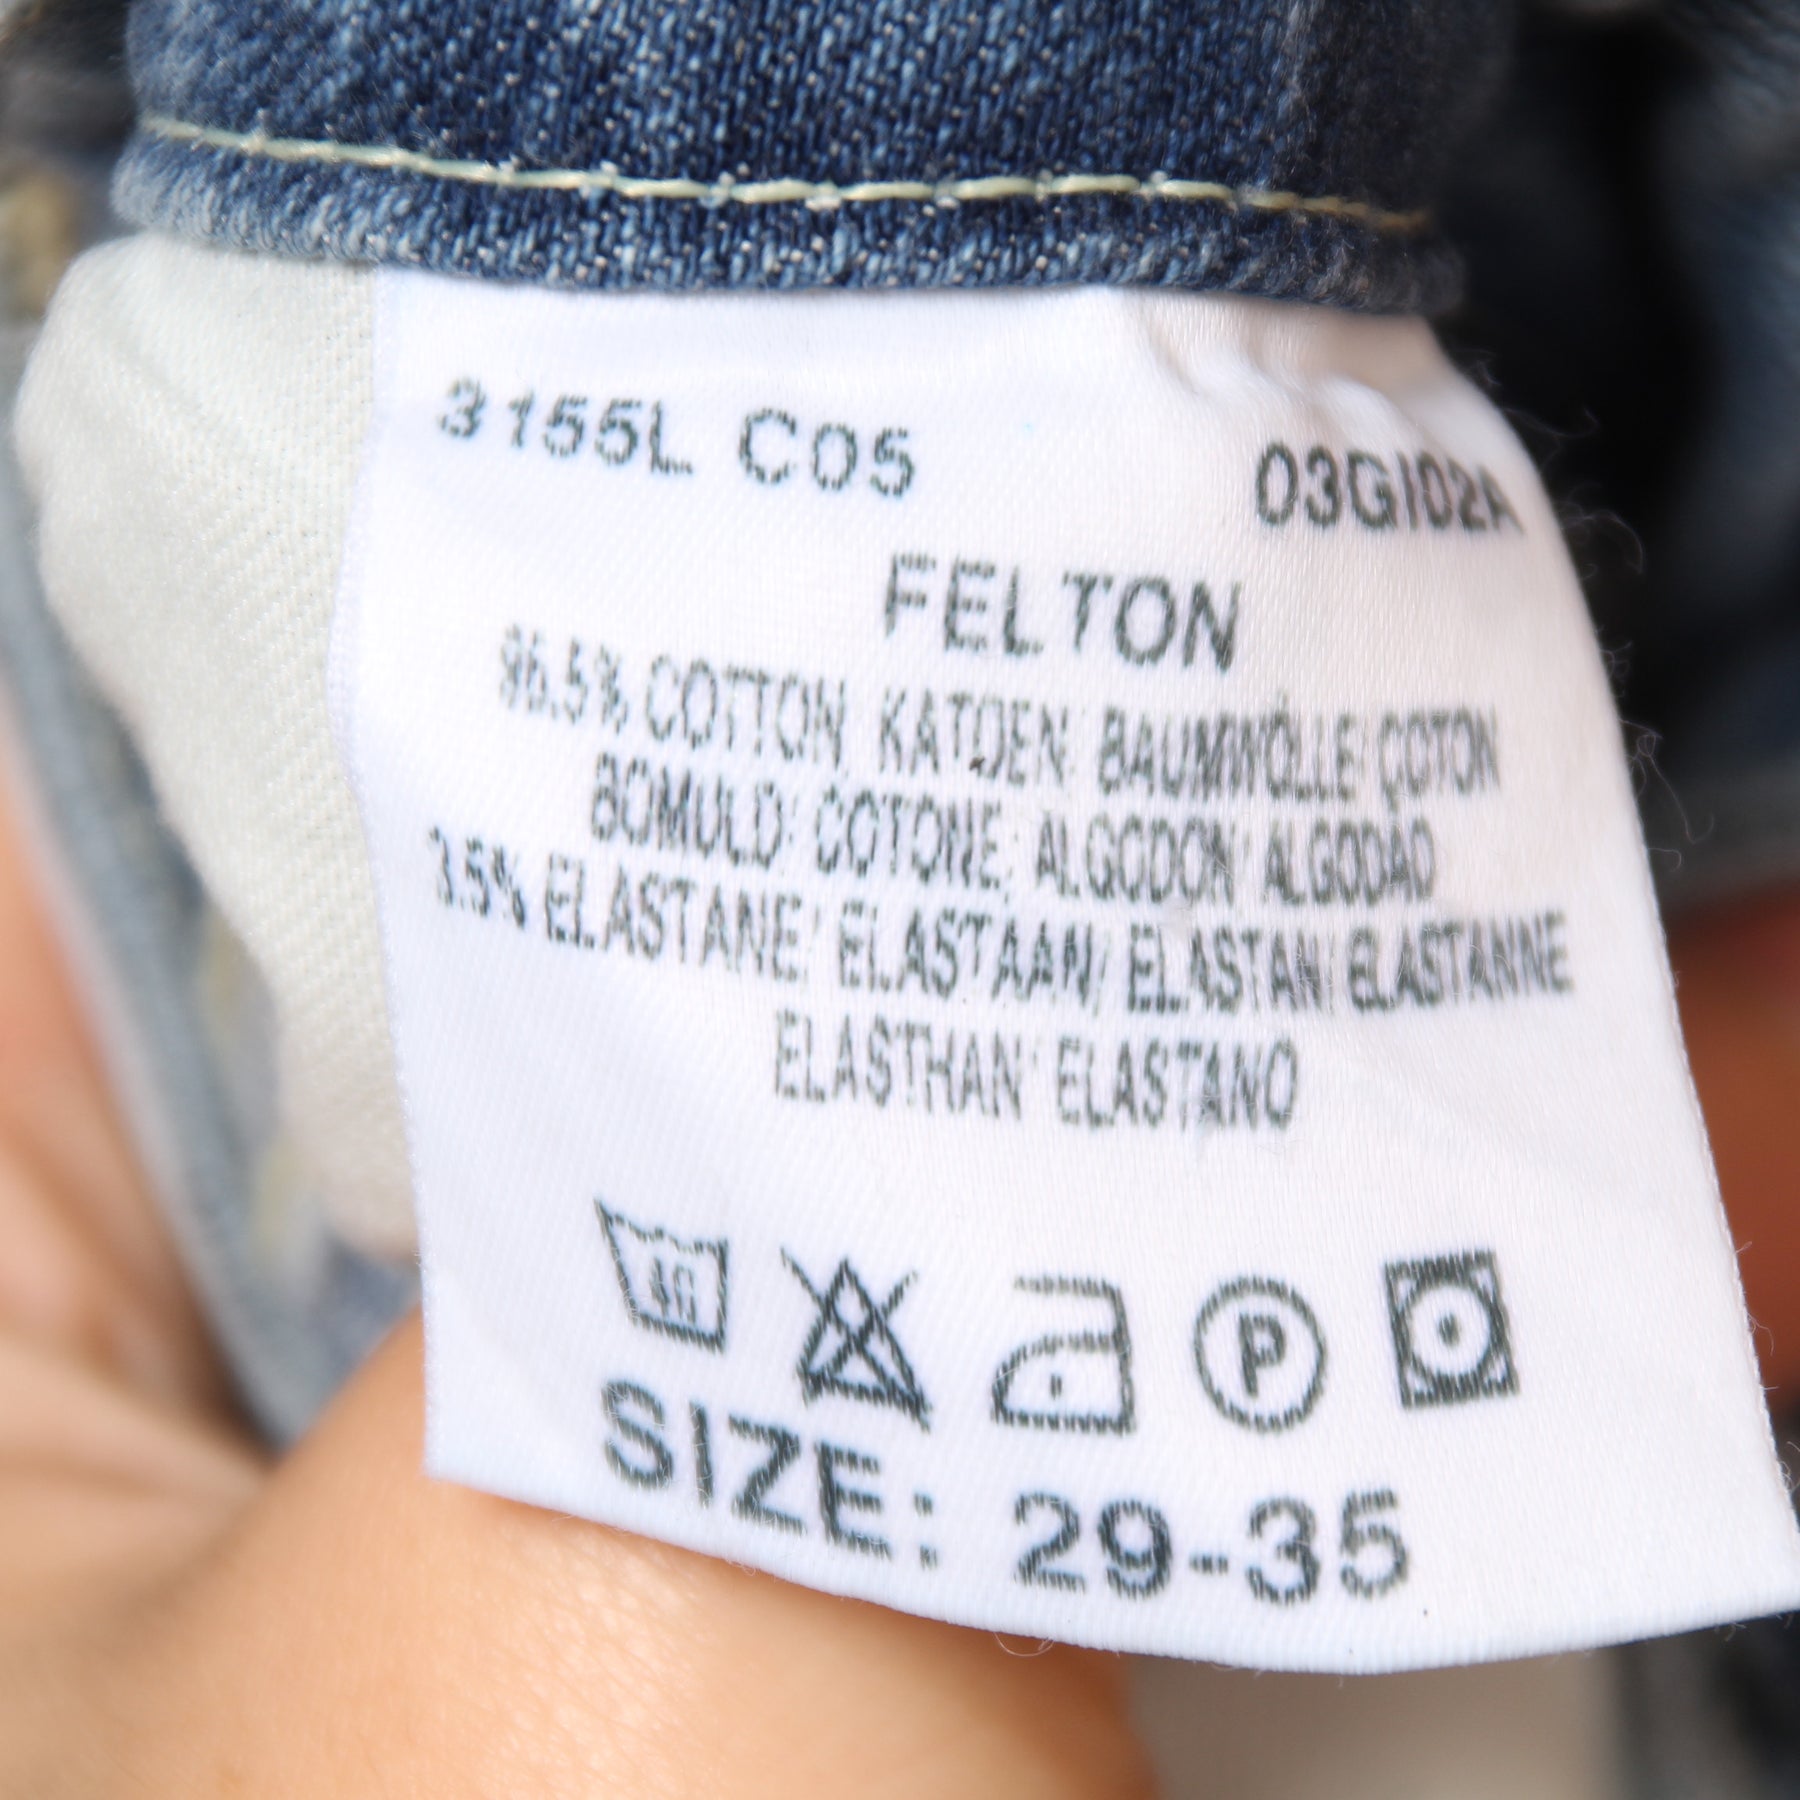 3155L C05 03GI02A
FELTON
96.5% COTTON/ KATOEN/ BAUMWOLLE/ COTON
BOMULD/ COTONE/ ALGODON/ ALGODAO
3.5% ELASTANE/ ELASTAAN/ ELASTAN/ ELASTANNE
ELASTHAN/ ELASTANO
40 P
SIZE: 29-35